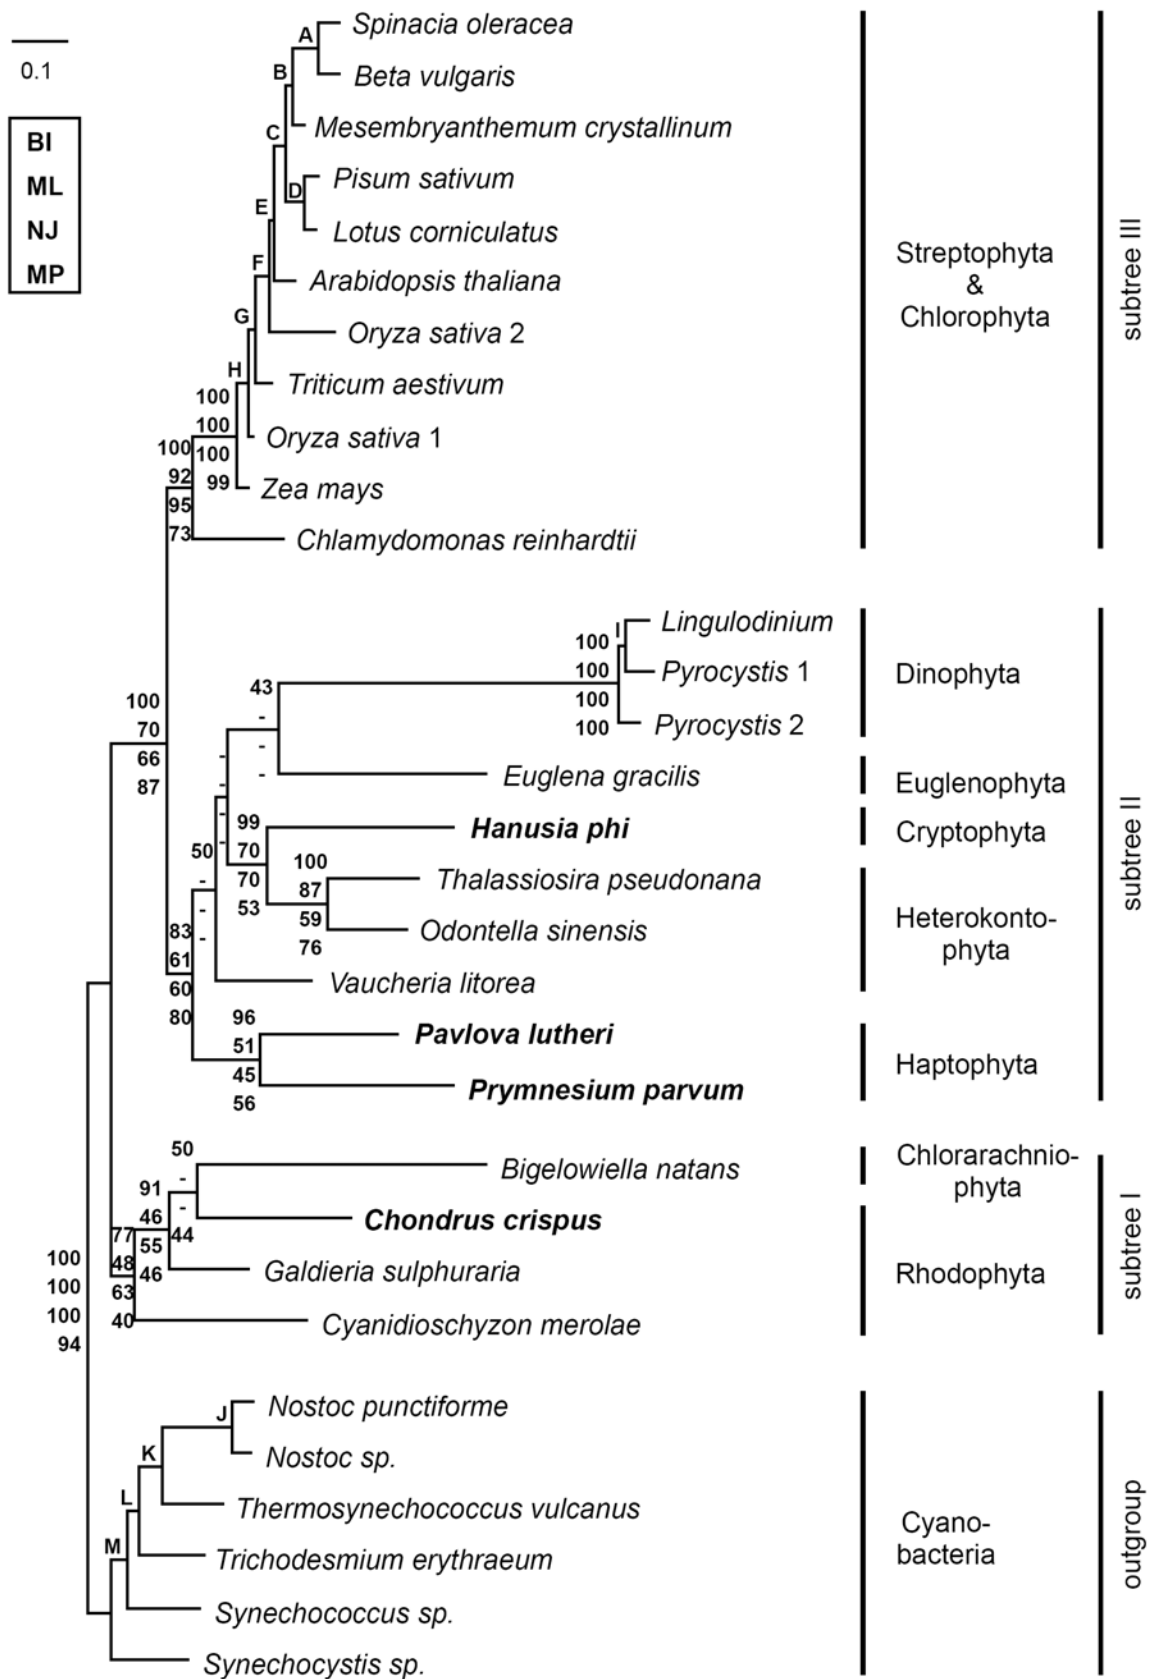 A
Spinacia oleracea
0.1
B
Beta vulgaris
BI
ML
NJ
MP
C
Mesembryanthemum crystallinum
D
Pisum sativum
E
Lotus corniculatus
F
Arabidopsis thaliana
G
Oryza sativa 2
H
Triticum aestivum
100
100
100
99
Oryza sativa 1
100
92
95
73
Zea mays
Chlamydomonas reinhardtii
Streptophyta
&
Chlorophyta
subtree III
I
Lingulodinium
100
100
100
100
Pyrocystis 1
Pyrocystis 2
Dinophyta
43
-
-
-
100
70
66
87
Euglena gracilis
Euglenophyta
-
-
-
-
Hanusia phi
Cryptophyta
99
70
70
53
50
-
-
-
100
87
59
76
Thalassiosira pseudonana
Odontella sinensis
Vaucheria litorea
Heterokonto-
phyta
83
61
60
80
96
51
45
56
Pavlova lutheri
Prymnesium parvum
Haptophyta
subtree II
50
-
-
44
Bigelowiella natans
Chlorarachnio-
phyta
91
46
55
46
Chondrus crispus
77
48
63
40
Galdieria sulphuraria
Rhodophyta
Cyanidioschyzon merolae
subtree I
100
100
100
94
J
Nostoc punctiforme
K
Nostoc sp.
L
Thermosynechococcus vulcanus
M
Trichodesmium erythraeum
Synechococcus sp.
Synechocystis sp.
Cyano-
bacteria
outgroup